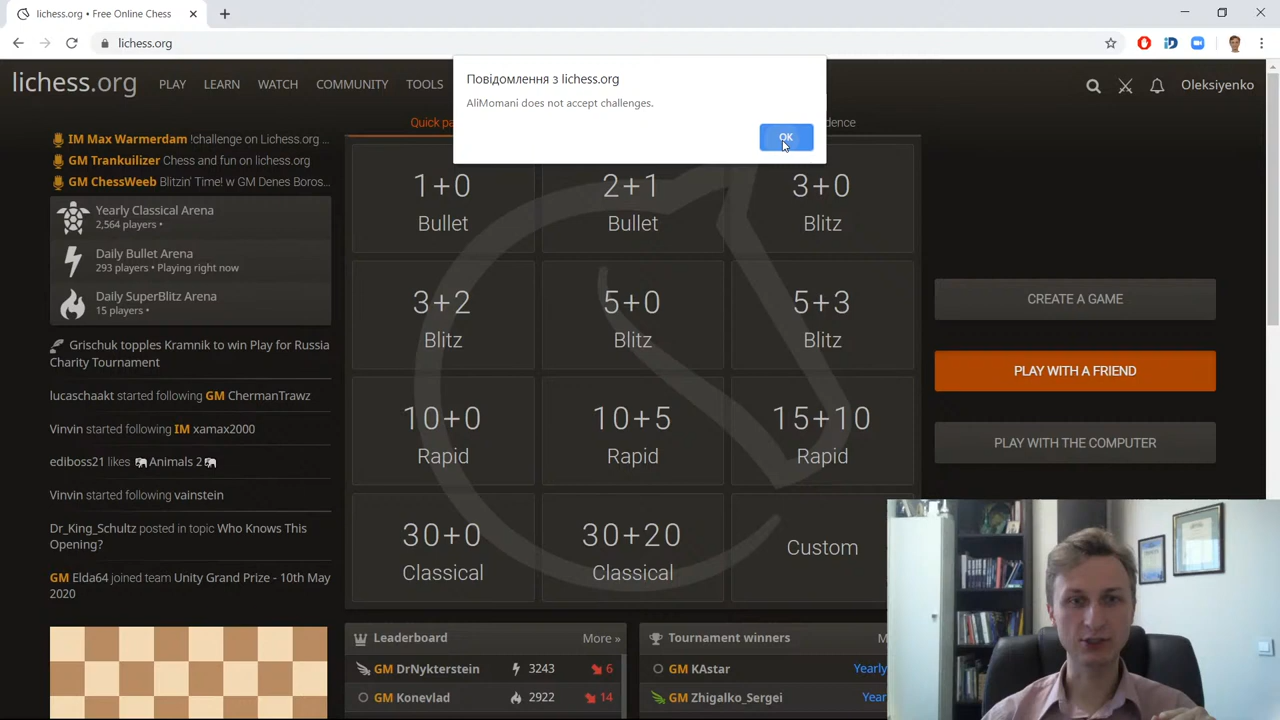 lichess.org • Free Online Chess
lichess.org
Повідомлення з lichess.org
AliMomani does not accept challenges.
OK
lichess.org
PLAY
LEARN
WATCH
COMMUNITY
TOOLS
Oleksiyenko
IM Max Warmerdam !challenge on Lichess.org ...
GM Trankuilizer Chess and fun on lichess.org
GM ChessWeeb Blitzin' Time! w GM Denes Boros...
Yearly Classical Arena
2,564 players •
Daily Bullet Arena
293 players • Playing right now
Daily SuperBlitz Arena
15 players •
Grischuk topples Kramnik to win Play for Russia
Charity Tournament
lucaschaakt started following GM ChermanTrawz
Vinvin started following IM xamax2000
ediboss21 likes Animals 2
Vinvin started following vainstein
Dr_King_Schultz posted in topic Who Knows This
Opening?
GM Elda64 joined team Unity Grand Prize - 10th May
2020
Quick pa
dence
1+0
Bullet
2+1
Bullet
3+0
Blitz
3+2
Blitz
5+0
Blitz
5+3
Blitz
10+0
Rapid
10+5
Rapid
15+10
Rapid
30+0
Classical
30+20
Classical
Custom
CREATE A GAME
PLAY WITH A FRIEND
PLAY WITH THE COMPUTER
Leaderboard
More »
GM DrNykterstein 3243 6
GM Konevlad 2922 14
Tournament winners
M
GM KAstar Yearly
GM Zhigalko_Sergei Year